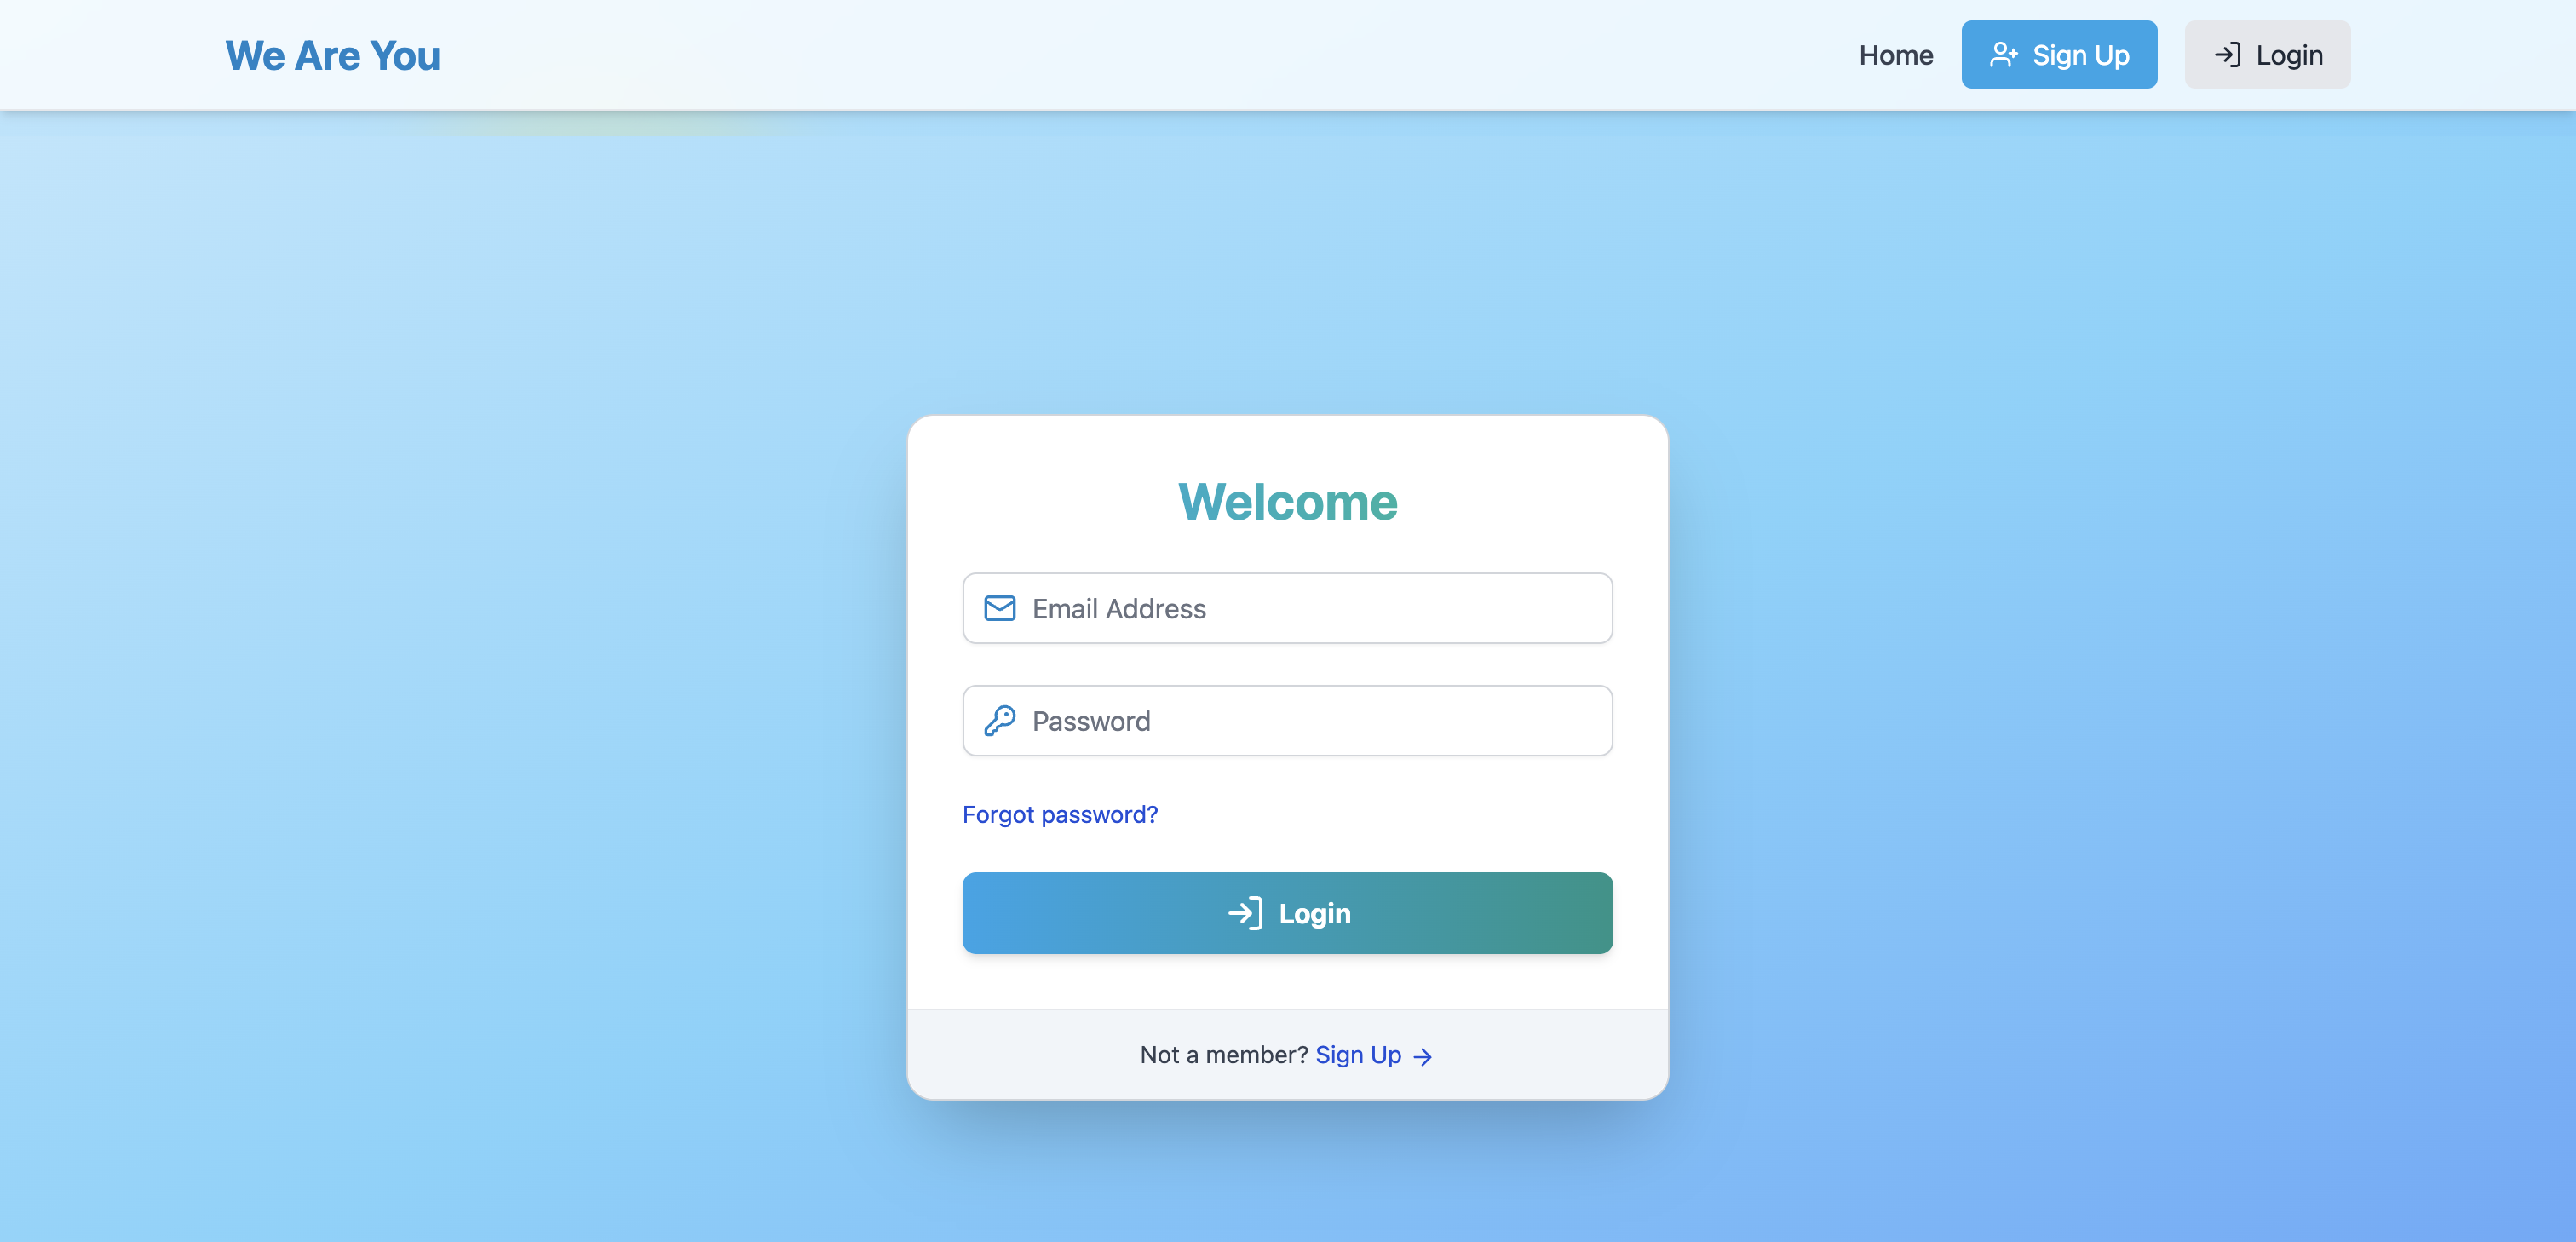 We Are You
Home
Sign Up
Login
Welcome
Email Address
Password
Forgot password?
Login
Not a member? Sign Up →